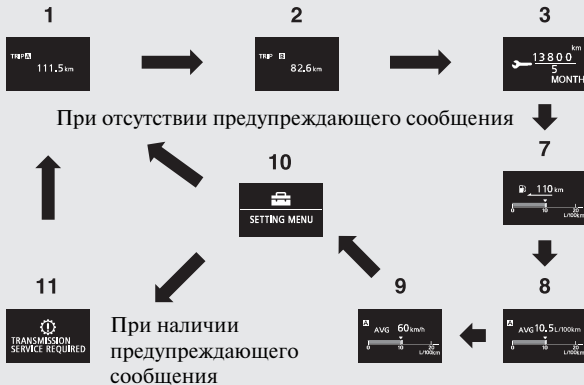 1
2
3
TRIP A
111.5 km
TRIP B
82.6 km
km
13800
5
MONTH
При отсутствии предупреждающего сообщения
7
110 km
0 10 20
L/100km
10
SETTING MENU
8
A AVG 10.5 L/100km
0 10 20
L/100km
9
A AVG 60 km/h
0 10 20
L/100km
11
TRANSMISSION
SERVICE REQUIRED
При наличии
предупреждающего
сообщения